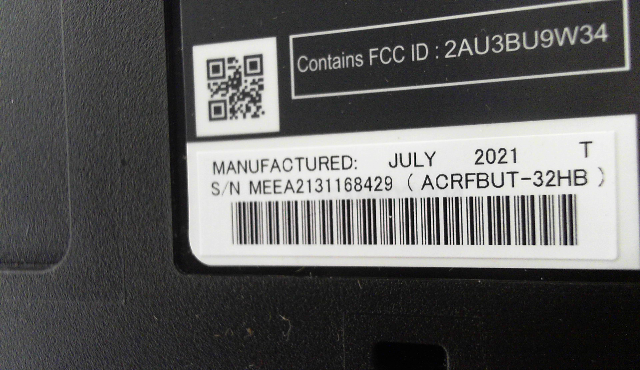 Contains FCC ID : 2AU3BU9W34
MANUFACTURED: JULY 2021 T
S/N MEEA2131168429 ( ACRFBUT-32HB )